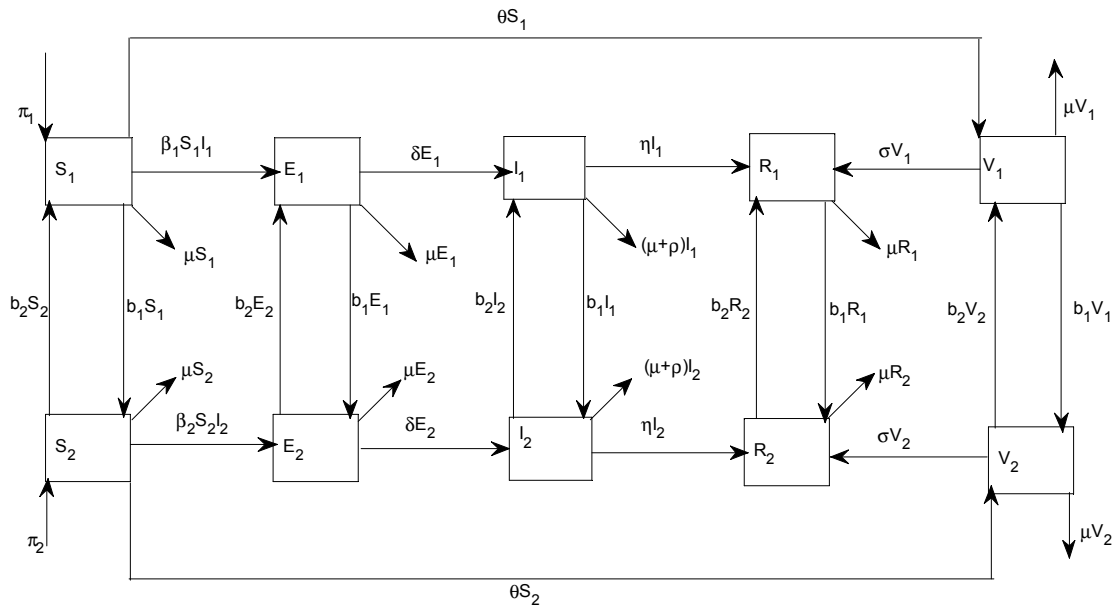 θS₁
π₁
μV₁
β₁S₁I₁
δE₁
ηI₁
σV₁
S₁
E₁
I₁
R₁
V₁
μS₁
μE₁
(μ+ρ)I₁
μR₁
b₂S₂
b₁S₁
b₂E₂
b₁E₁
b₂I₂
b₁I₁
b₂R₂
b₁R₁
b₂V₂
b₁V₁
μS₂
μE₂
(μ+ρ)I₂
μR₂
β₂S₂I₂
δE₂
ηI₂
σV₂
S₂
E₂
I₂
R₂
V₂
π₂
μV₂
θS₂